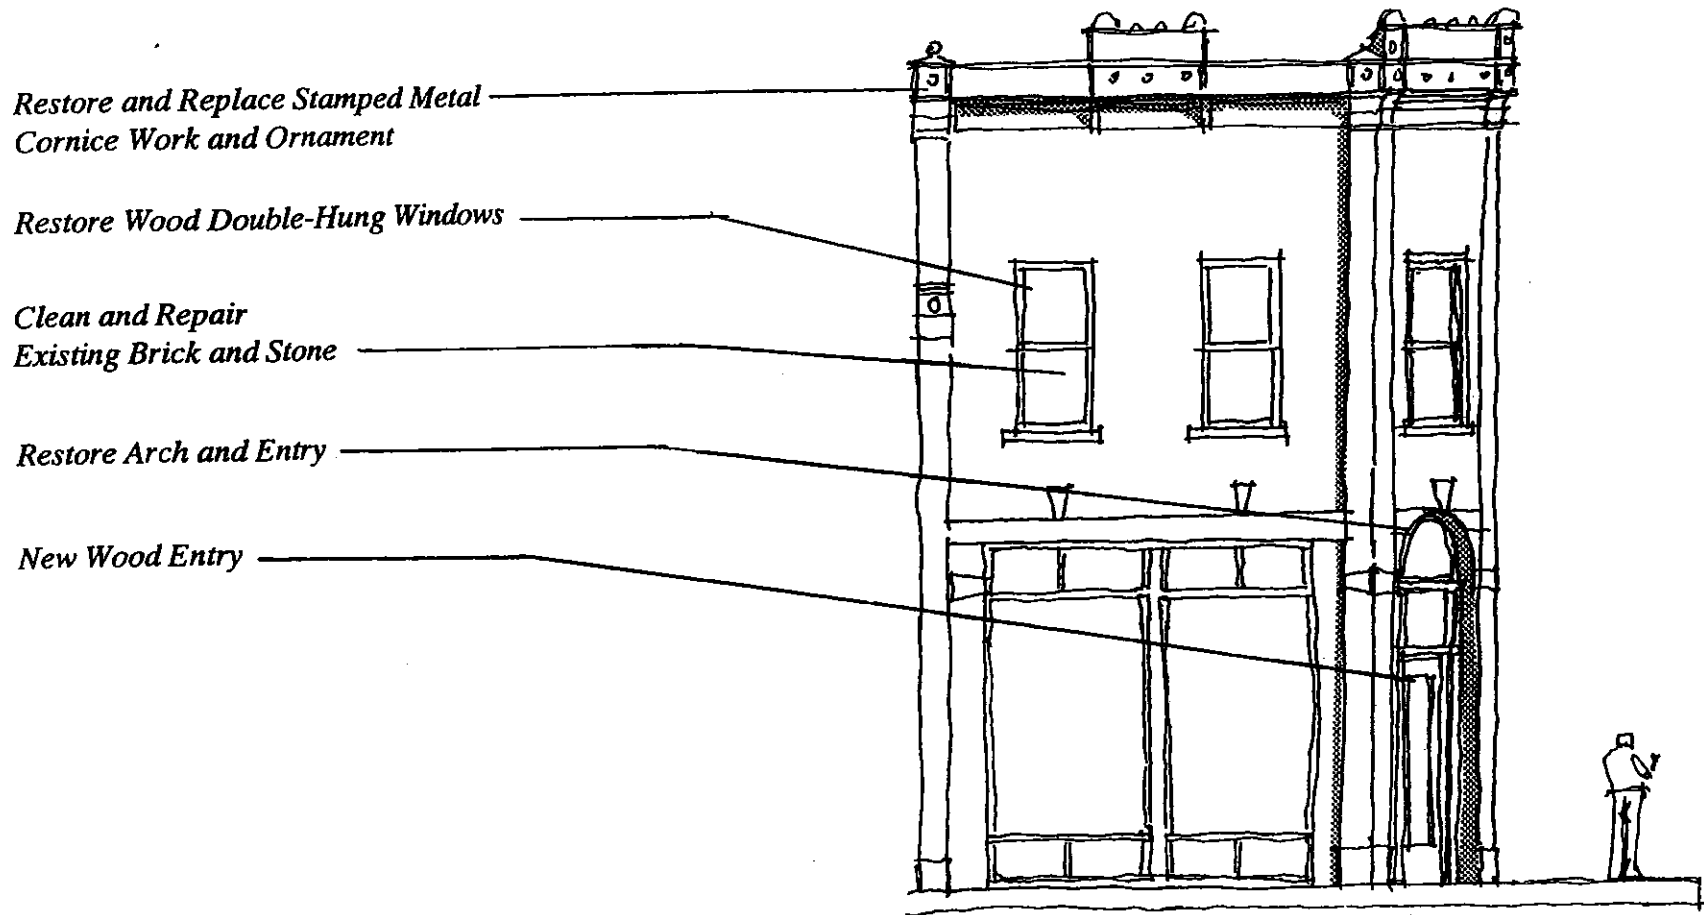 Restore and Replace Stamped Metal
Cornice Work and Ornament
Restore Wood Double-Hung Windows
Clean and Repair
Existing Brick and Stone
Restore Arch and Entry
New Wood Entry